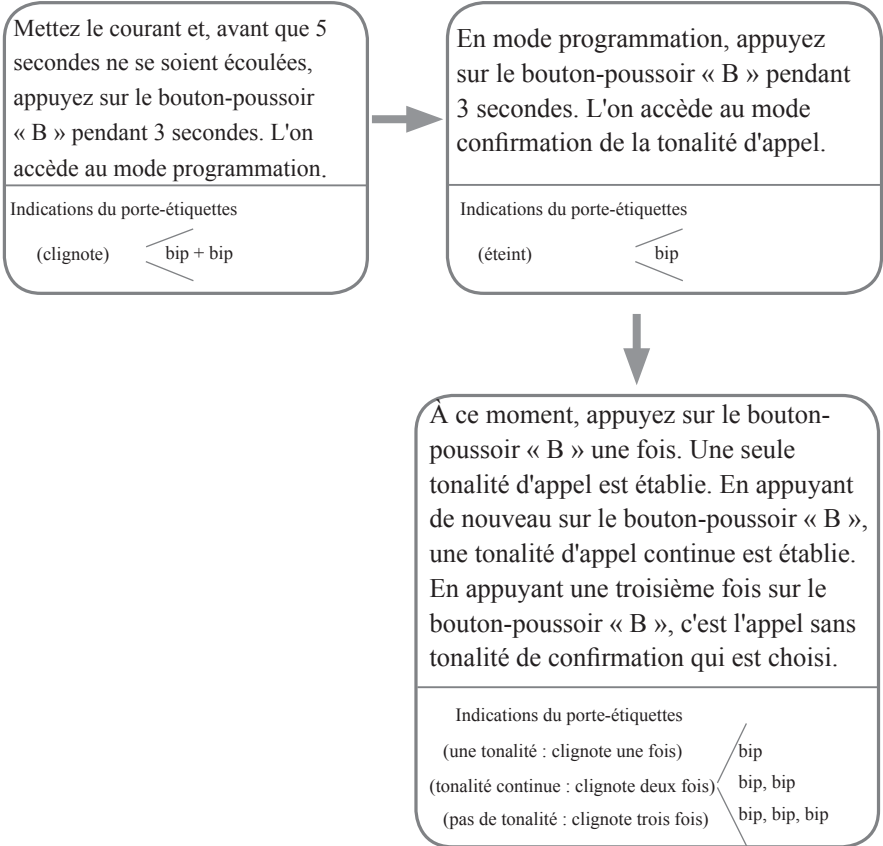 Mettez le courant et, avant que 5
secondes ne se soient écoulées,
appuyez sur le bouton-poussoir
« B » pendant 3 secondes. L'on
accède au mode programmation.
Indications du porte-étiquettes
(clignote) bip + bip
En mode programmation, appuyez
sur le bouton-poussoir « B » pendant
3 secondes. L'on accède au mode
confirmation de la tonalité d'appel.
Indications du porte-étiquettes
(éteint) bip
À ce moment, appuyez sur le bouton-
poussoir « B » une fois. Une seule
tonalité d'appel est établie. En appuyant
de nouveau sur le bouton-poussoir « B »,
une tonalité d'appel continue est établie.
En appuyant une troisième fois sur le
bouton-poussoir « B », c'est l'appel sans
tonalité de confirmation qui est choisi.
Indications du porte-étiquettes
(une tonalité : clignote une fois) bip
(tonalité continue : clignote deux fois) bip, bip
(pas de tonalité : clignote trois fois) bip, bip, bip